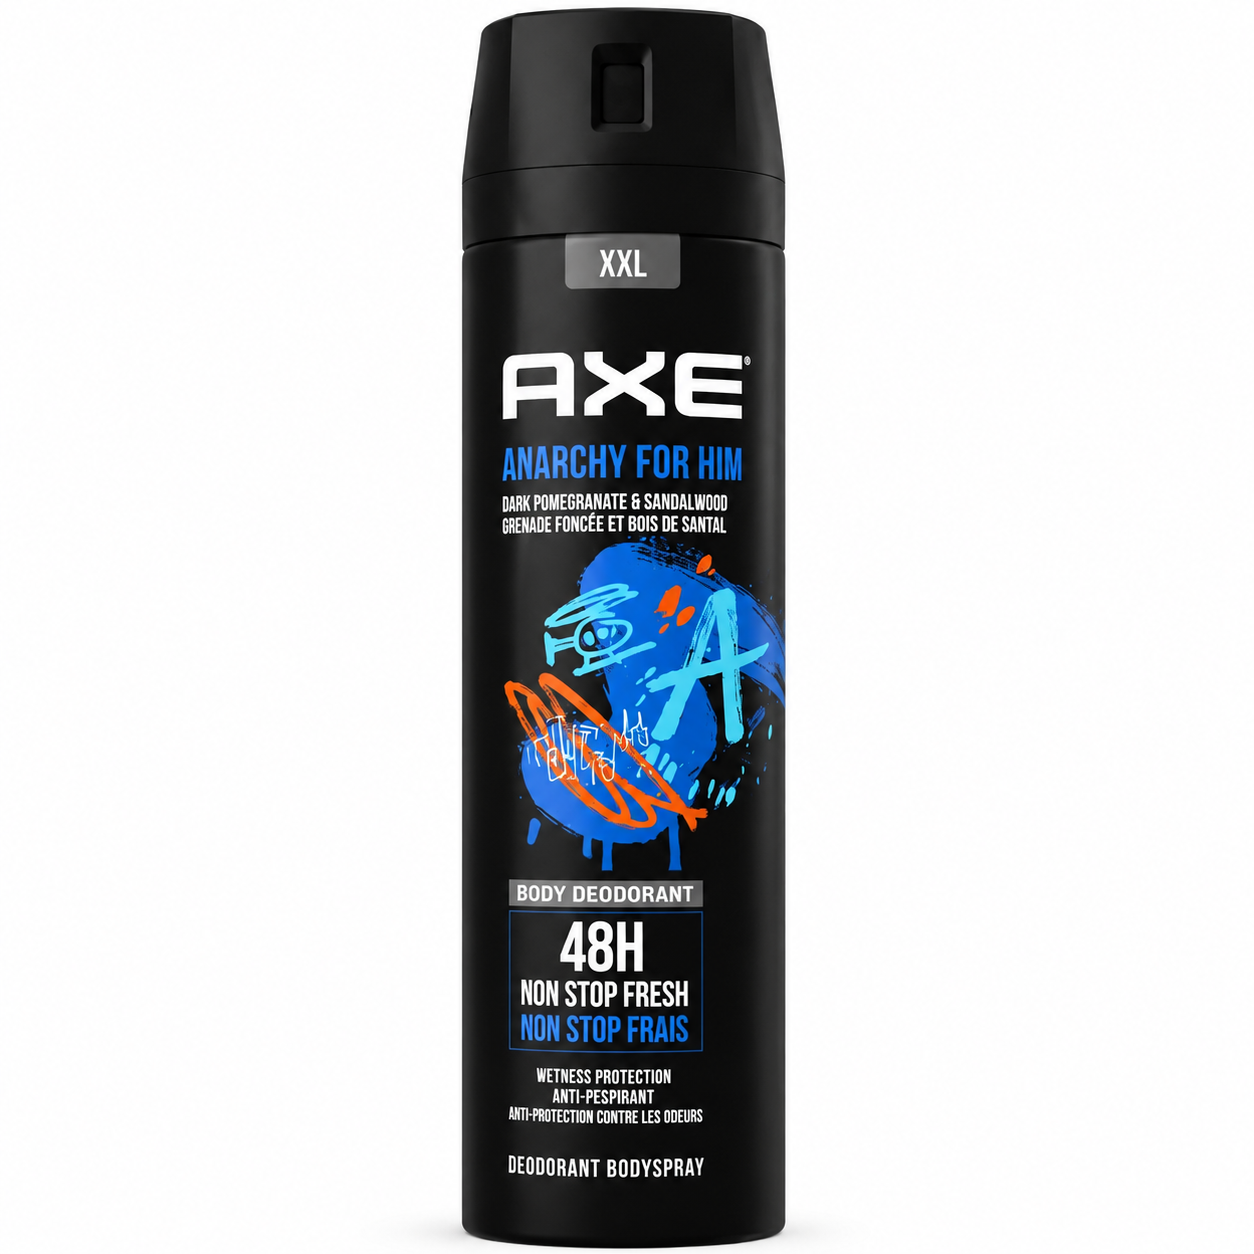 XXL
AXE®
ANARCHY FOR HIM
DARK POMEGRANATE & SANDALWOOD
GRENADE FONCÉE ET BOIS DE SANTAL
A
BODY DEODORANT
48H
NON STOP FRESH
NON STOP FRAIS
WETNESS PROTECTION
ANTI-PESPIRANT
ANTI-PROTECTION CONTRE LES ODEURS
DEODORANT BODYSPRAY